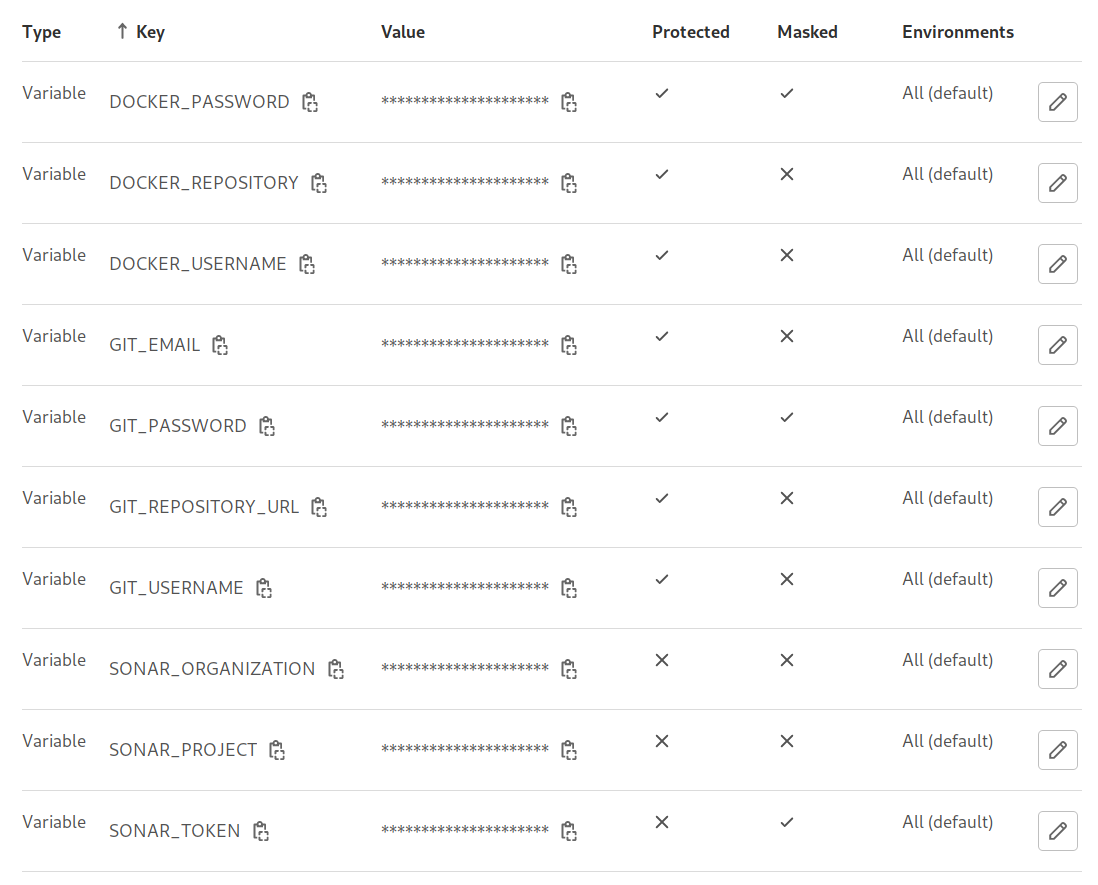 Type ↑ Key Value Protected Masked Environments
Variable DOCKER_PASSWORD ********************* ✓ ✓ All (default)
Variable DOCKER_REPOSITORY ********************* ✓ ✕ All (default)
Variable DOCKER_USERNAME ********************* ✓ ✕ All (default)
Variable GIT_EMAIL ********************* ✓ ✕ All (default)
Variable GIT_PASSWORD ********************* ✓ ✓ All (default)
Variable GIT_REPOSITORY_URL ********************* ✓ ✕ All (default)
Variable GIT_USERNAME ********************* ✓ ✕ All (default)
Variable SONAR_ORGANIZATION ********************* ✕ ✕ All (default)
Variable SONAR_PROJECT ********************* ✕ ✕ All (default)
Variable SONAR_TOKEN ********************* ✕ ✓ All (default)